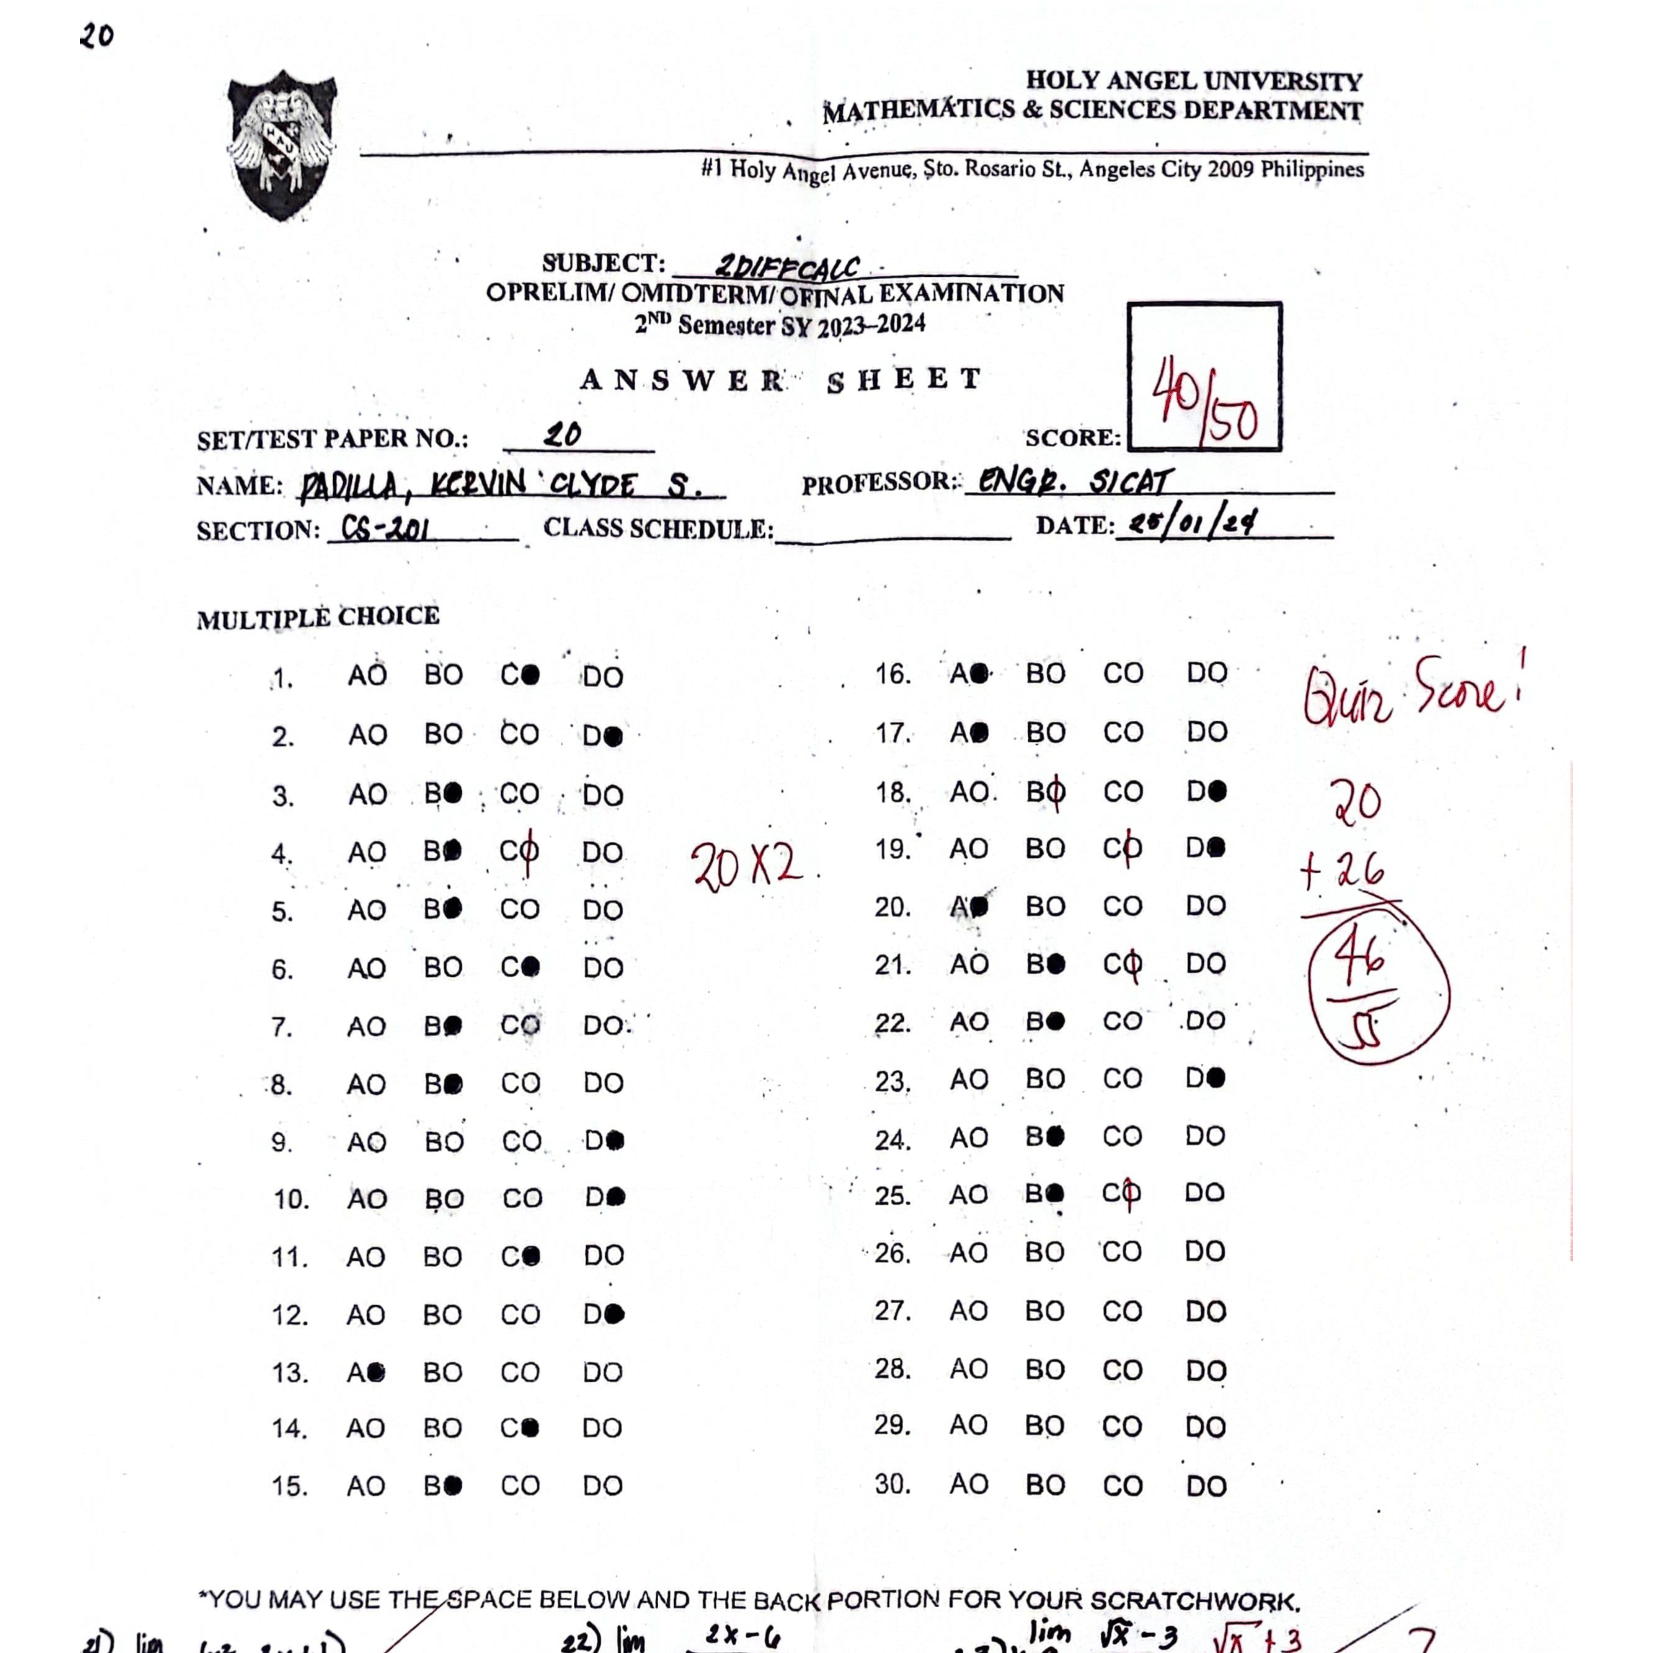 20
HOLY ANGEL UNIVERSITY
MATHEMATICS & SCIENCES DEPARTMENT
#1 Holy Angel Avenue, Sto. Rosario St., Angeles City 2009 Philippines
HAU
SUBJECT: 2DIFFCALC
OPRELIM/ OMIDTERM/ OFINAL EXAMINATION
2ND Semester SY 2023–2024
ANSWER SHEET
40/50
SET/TEST PAPER NO.: 20 SCORE:
NAME: PADILLA, KERVIN CLYDE S. PROFESSOR: ENGR. SICAT
SECTION: CS-201 CLASS SCHEDULE: DATE: 25/01/24
MULTIPLE CHOICE
1. AO BO C● DO
2. AO BO CO D●
3. AO B● CO DO
4. AO B● CO DO
5. AO B● CO DO
6. AO BO C● DO
7. AO B● CO DO
8. AO B● CO DO
9. AO BO CO D●
10. AO BO CO D●
11. AO BO C● DO
12. AO BO CO D●
13. A● BO CO DO
14. AO BO C● DO
15. AO B● CO DO
20X2.
16. A● BO CO DO
17. A● BO CO DO
18. AO BO CO D●
19. AO BO CO D●
20. A● BO CO DO
21. AO B● CO DO
22. AO B● CO DO
23. AO BO CO D●
24. AO B● CO DO
25. AO B● CO DO
26. AO BO CO DO
27. AO BO CO DO
28. AO BO CO DO
29. AO BO CO DO
30. AO BO CO DO
Quiz Score!
20
+ 26
46
55
*YOU MAY USE THE SPACE BELOW AND THE BACK PORTION FOR YOUR SCRATCHWORK.
21) lim
22) lim 2x-6
lim √x - 3 √x + 3